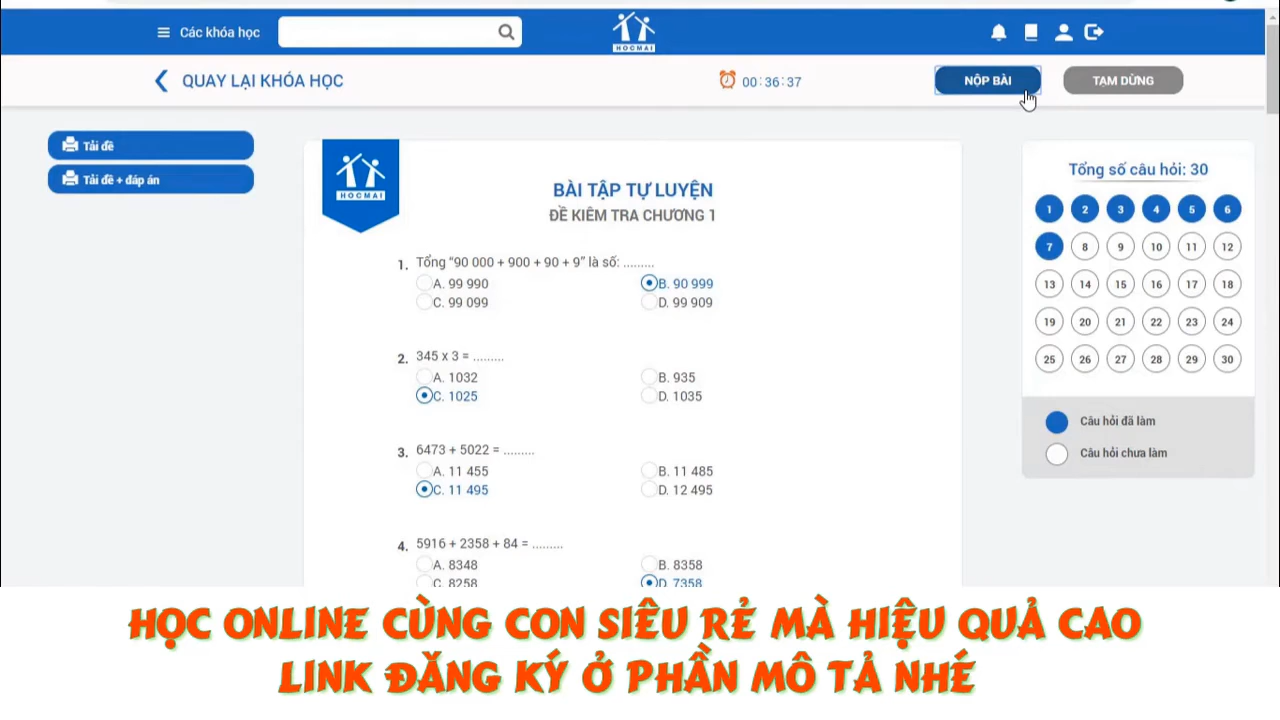 Các khóa học
HOCMAI
QUAY LẠI KHÓA HỌC
00:36:37
NỘP BÀI
TẠM DỪNG
Tải đề
Tải đề + đáp án
HOCMAI
BÀI TẬP TỰ LUYỆN
ĐỀ KIỂM TRA CHƯƠNG 1
1. Tổng “90 000 + 900 + 90 + 9” là số: .........
A. 99 990
B. 90 999
C. 99 099
D. 99 909
2. 345 x 3 = .........
A. 1032
B. 935
C. 1025
D. 1035
3. 6473 + 5022 = .........
A. 11 455
B. 11 485
C. 11 495
D. 12 495
4. 5916 + 2358 + 84 = .........
A. 8348
B. 8358
C. 8258
D. 7358
Tổng số câu hỏi: 30
1 2 3 4 5 6
7 8 9 10 11 12
13 14 15 16 17 18
19 20 21 22 23 24
25 26 27 28 29 30
Câu hỏi đã làm
Câu hỏi chưa làm
HỌC ONLINE CÙNG CON SIÊU RẺ MÀ HIỆU QUẢ CAO
LINK ĐĂNG KÝ Ở PHẦN MÔ TẢ NHÉ